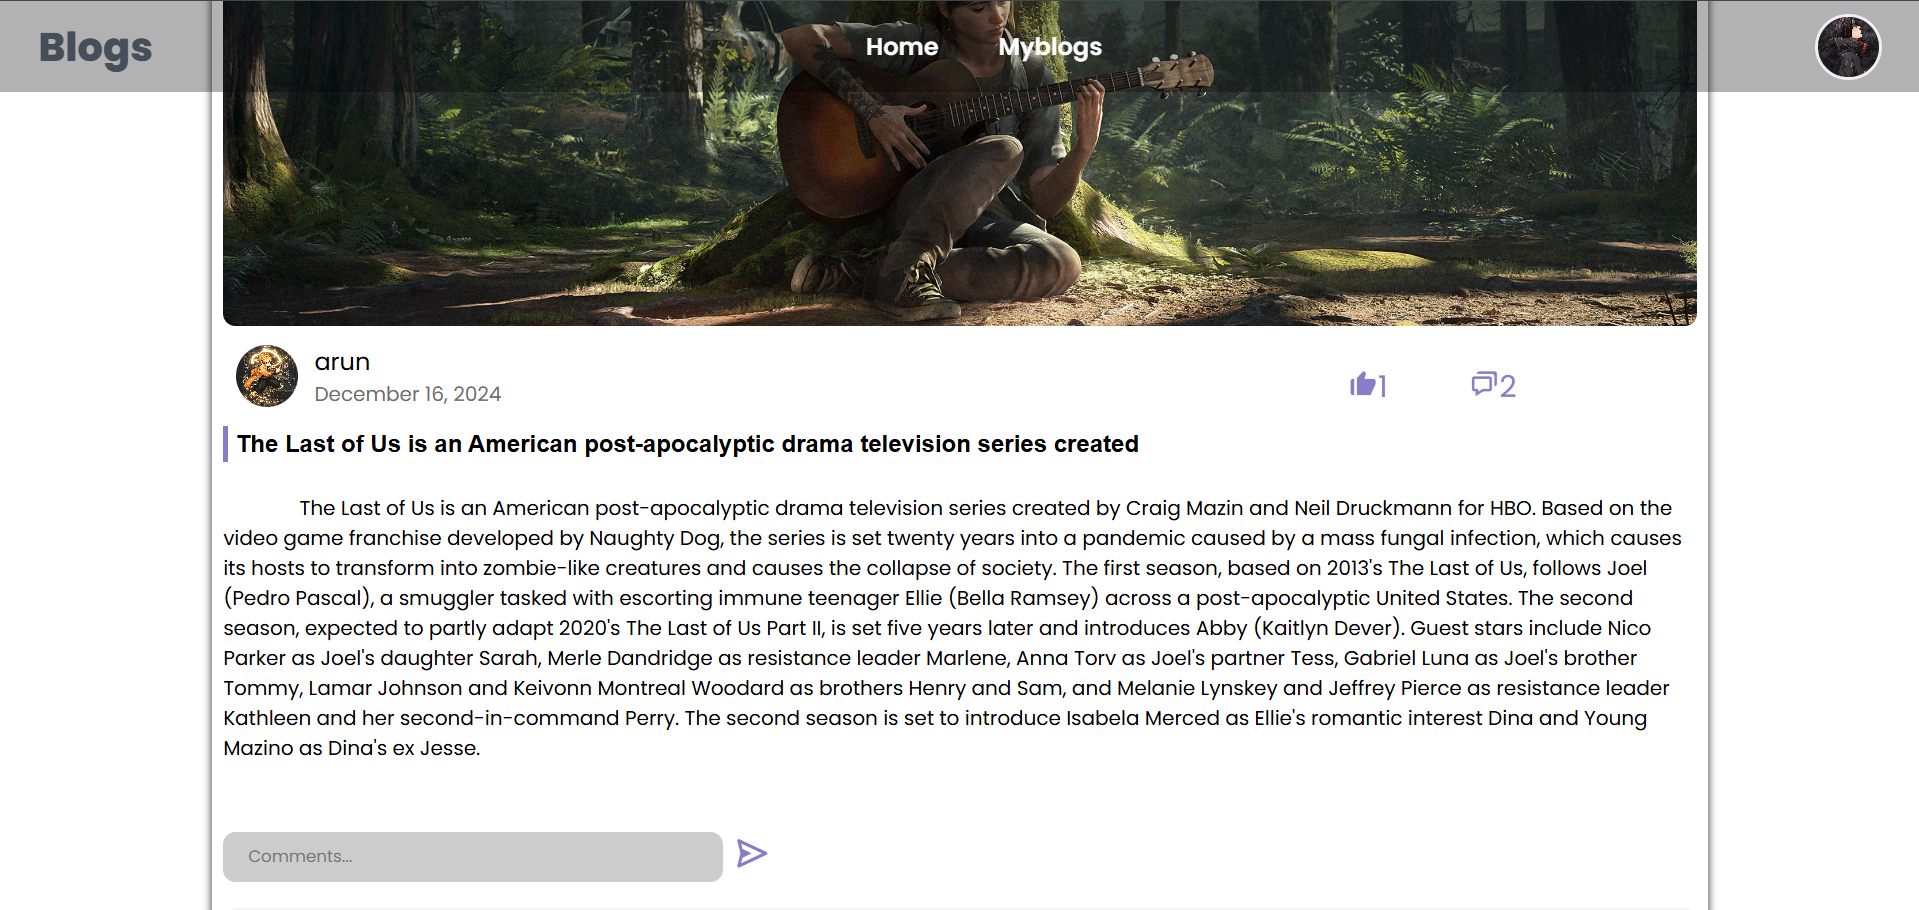 Blogs
Home
Myblogs
arun
December 16, 2024
1
2
The Last of Us is an American post-apocalyptic drama television series created
The Last of Us is an American post-apocalyptic drama television series created by Craig Mazin and Neil Druckmann for HBO. Based on the
video game franchise developed by Naughty Dog, the series is set twenty years into a pandemic caused by a mass fungal infection, which causes
its hosts to transform into zombie-like creatures and causes the collapse of society. The first season, based on 2013's The Last of Us, follows Joel
(Pedro Pascal), a smuggler tasked with escorting immune teenager Ellie (Bella Ramsey) across a post-apocalyptic United States. The second
season, expected to partly adapt 2020's The Last of Us Part II, is set five years later and introduces Abby (Kaitlyn Dever). Guest stars include Nico
Parker as Joel's daughter Sarah, Merle Dandridge as resistance leader Marlene, Anna Torv as Joel's partner Tess, Gabriel Luna as Joel's brother
Tommy, Lamar Johnson and Keivonn Montreal Woodard as brothers Henry and Sam, and Melanie Lynskey and Jeffrey Pierce as resistance leader
Kathleen and her second-in-command Perry. The second season is set to introduce Isabela Merced as Ellie's romantic interest Dina and Young
Mazino as Dina's ex Jesse.
Comments...